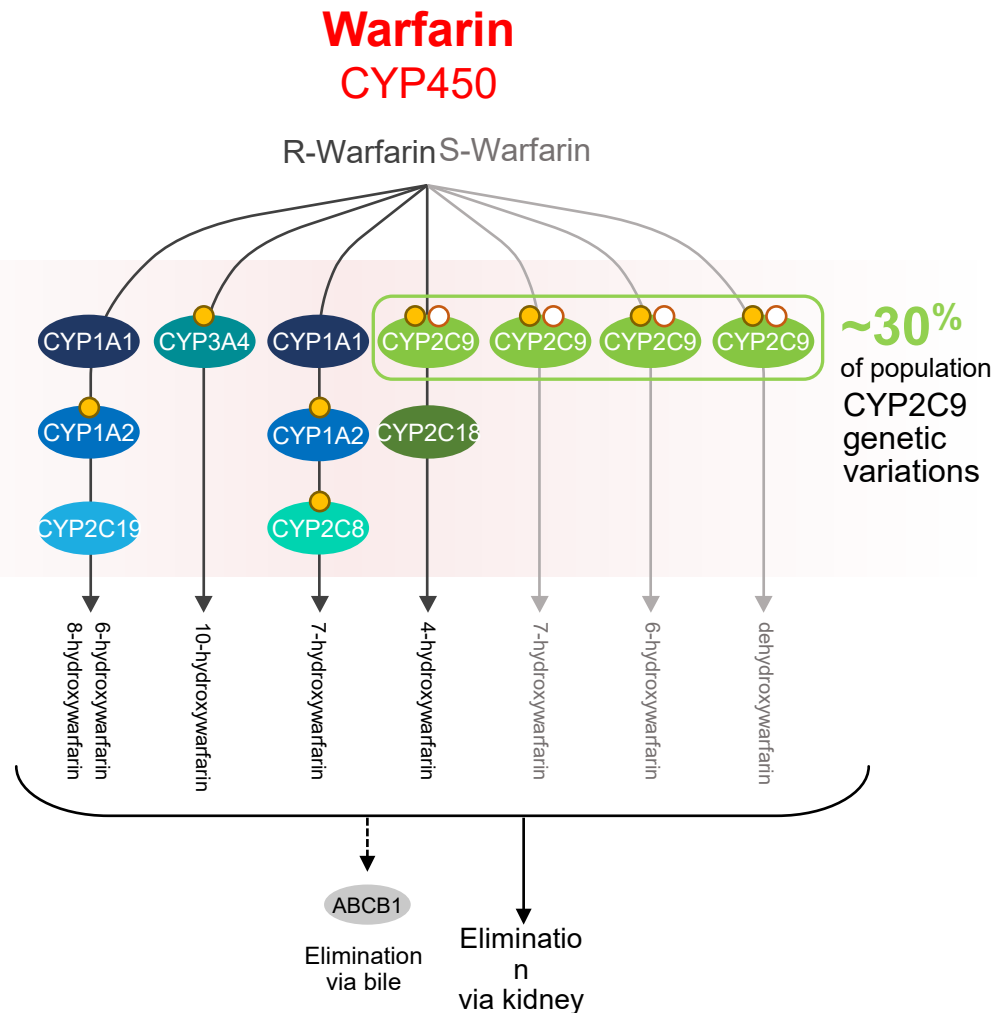 Warfarin
CYP450
R-Warfarin S-Warfarin
CYP1A1 CYP3A4 CYP1A1 CYP2C9 CYP2C9 CYP2C9 CYP2C9
~30%
of population
CYP2C9
genetic
variations
CYP1A2 CYP1A2 CYP2C18
CYP2C19 CYP2C8
8-hydroxywarfarin
6-hydroxywarfarin
10-hydroxywarfarin
7-hydroxywarfarin
4-hydroxywarfarin
7-hydroxywarfarin
6-hydroxywarfarin
dehydroxywarfarin
ABCB1
Elimination
via bile
Eliminatio
n
via kidney